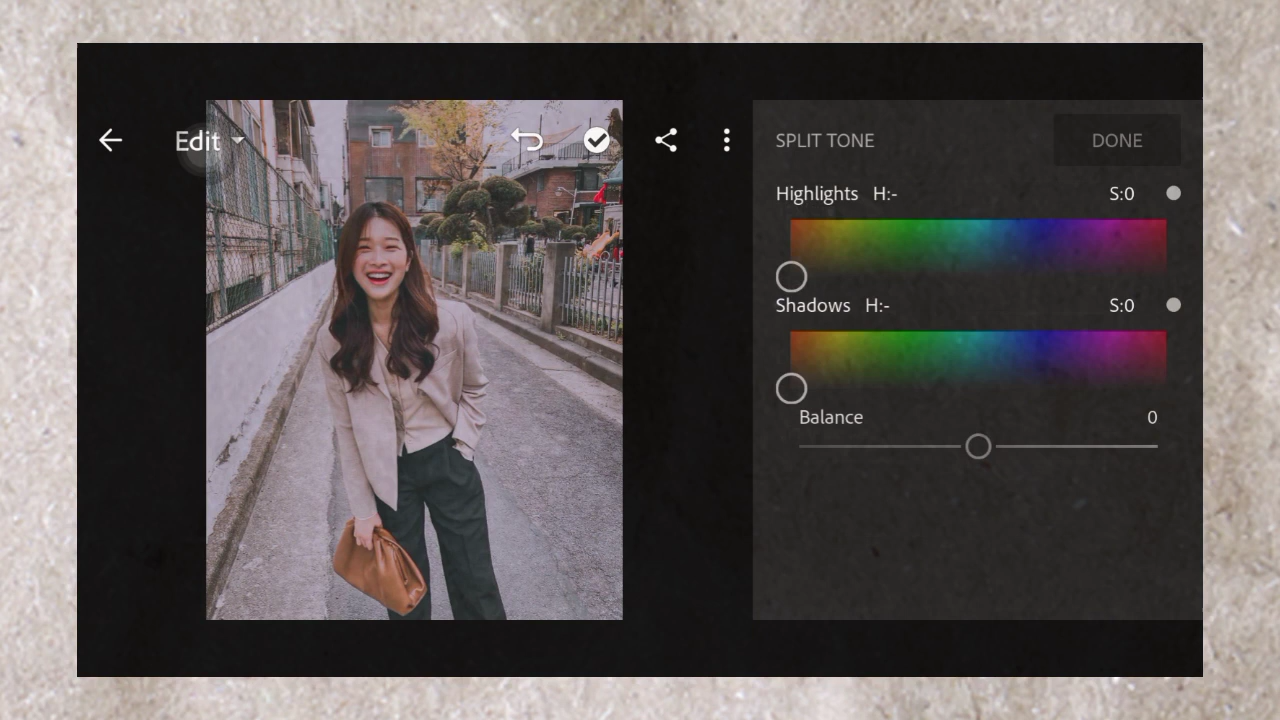 Edit
SPLIT TONE
DONE
Highlights H:-
S:0
Shadows H:-
S:0
Balance
0